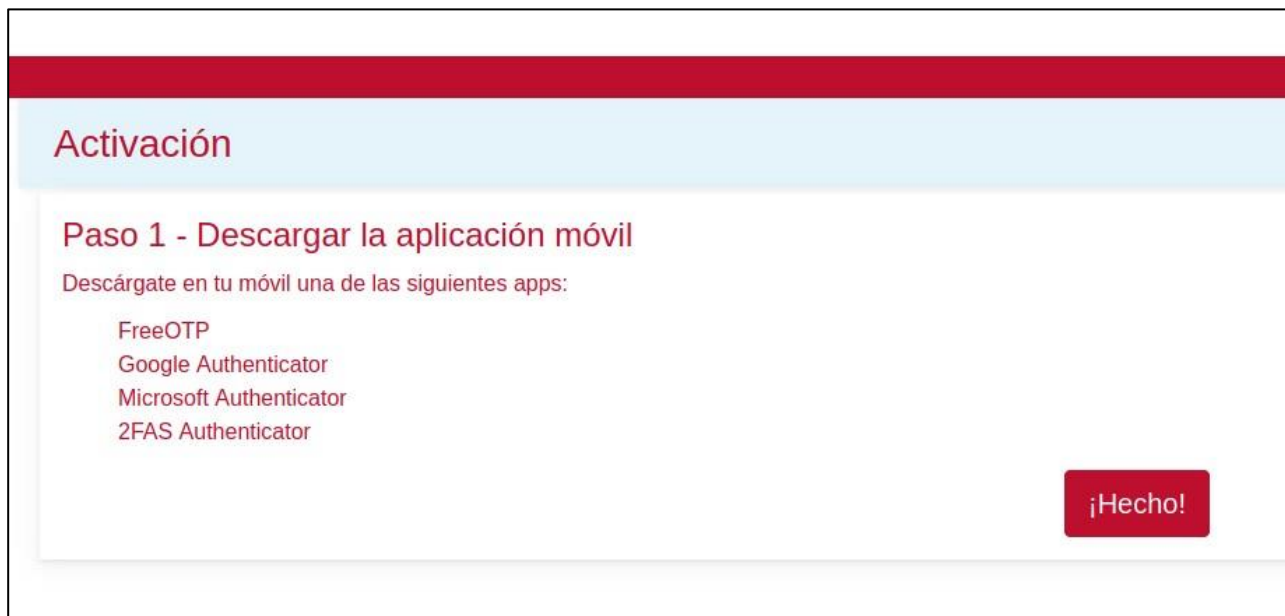 Activación
Paso 1 - Descargar la aplicación móvil
Descárgate en tu móvil una de las siguientes apps:
FreeOTP
Google Authenticator
Microsoft Authenticator
2FAS Authenticator
¡Hecho!